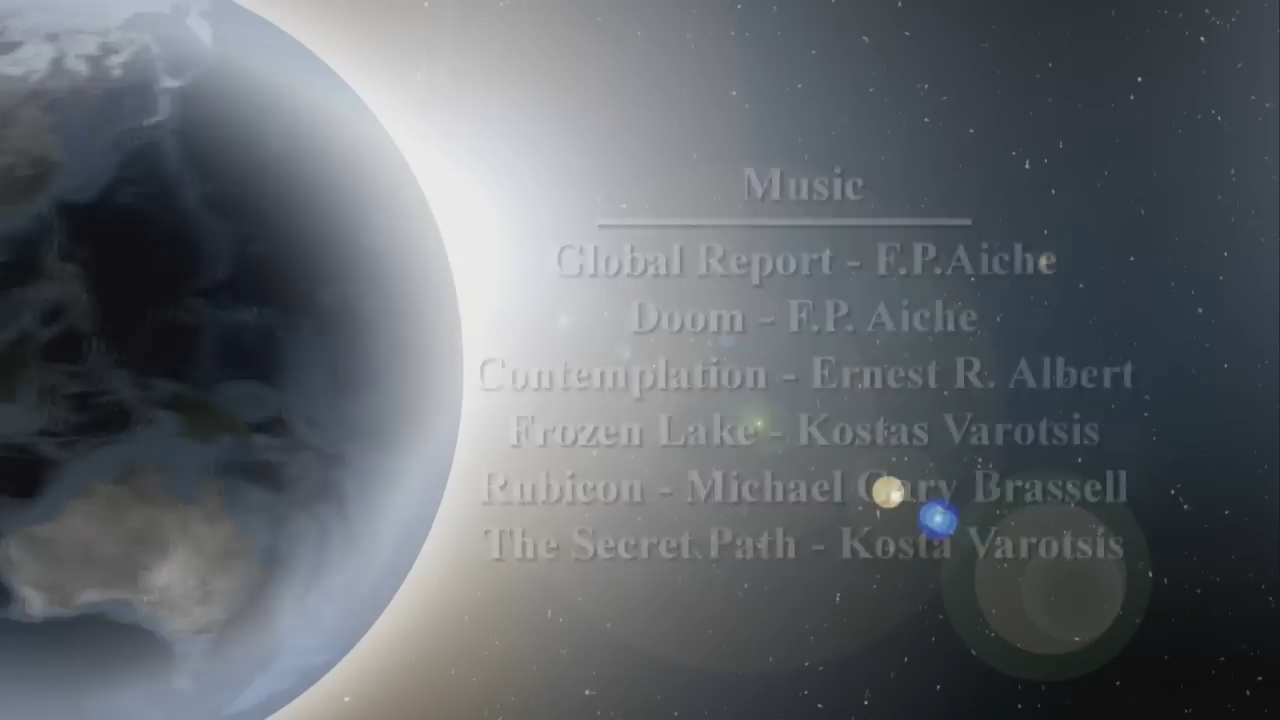 Music
Global Report - F.P.Aiche
Doom - F.P. Aiche
Contemplation - Ernest R. Albert
Frozen Lake - Kostas Varotsis
Rubicon - Michael Gary Brassell
The Secret Path - Kosta Varotsis